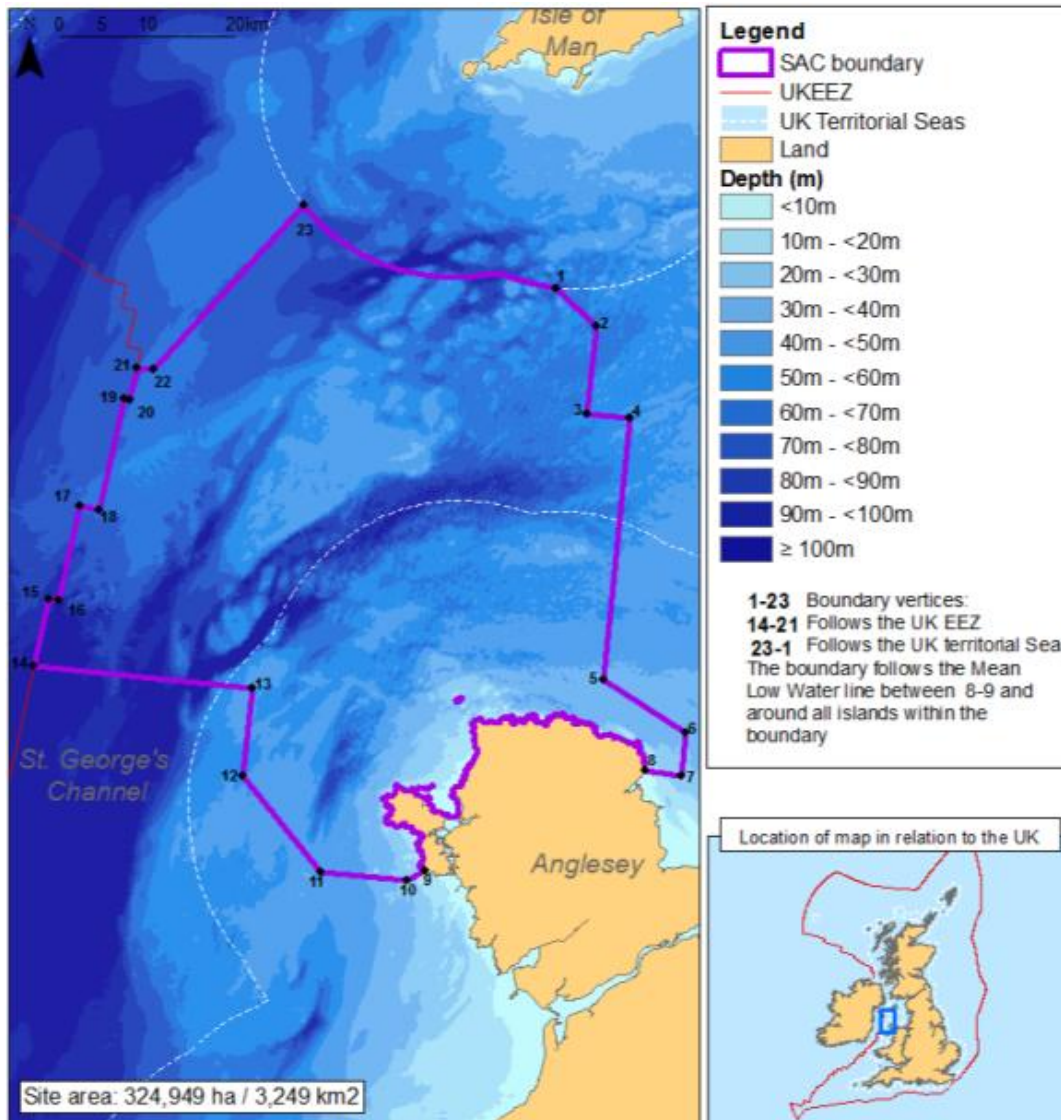 N 0 5 10 20km
Isle of
Man
23
1
2
3
4
21
22
19
20
17
18
15
16
14
13
5
6
7
8
12
11
10
9
St. George's
Channel
Anglesey
Site area: 324,949 ha / 3,249 km2
Legend
SAC boundary
UKEEZ
UK Territorial Seas
Land
Depth (m)
<10m
10m - <20m
20m - <30m
30m - <40m
40m - <50m
50m - <60m
60m - <70m
70m - <80m
80m - <90m
90m - <100m
≥ 100m
1-23 Boundary vertices:
14-21 Follows the UK EEZ
23-1 Follows the UK territorial Sea
The boundary follows the Mean
Low Water line between 8-9 and
around all islands within the
boundary
Location of map in relation to the UK